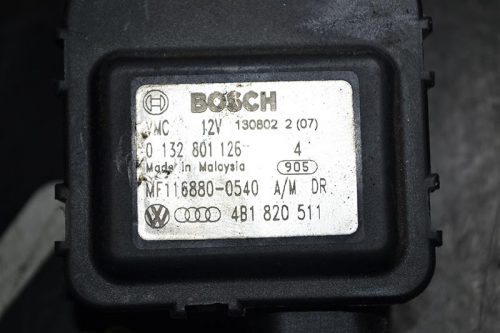 BOSCH
VMC 12V 130802 2 (07)
0 132 801 126 4
Made in Malaysia 905
MF116880-0540 A/M DR
4B1 820 511